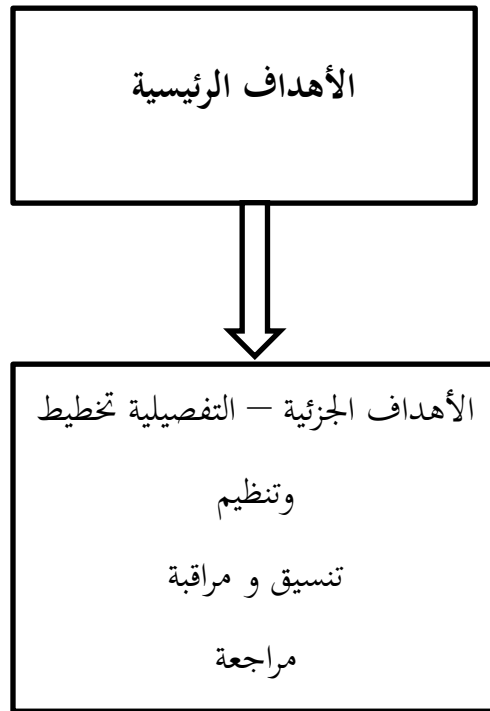 الأهداف الرئيسية
الأهداف الجزئية – التفصيلية تخطيط
وتنظيم
تنسيق و مراقبة
مراجعة